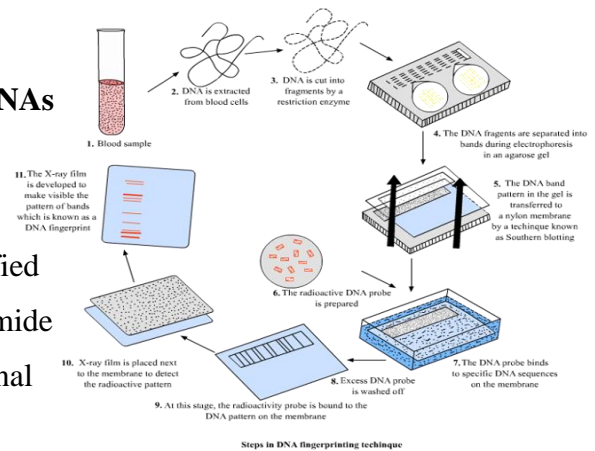 NAs
fied
mide
nal
1. Blood sample
2. DNA is extracted
from blood cells
3. DNA is cut into
fragments by a
restriction enzyme
4. The DNA fragents are separated into
bands during electrophoresis
in an agarose gel
5. The DNA band
pattern in the gel is
transferred to
a nylon membrane
by a techinque known
as Southern blotting
6. The radioactive DNA probe
is prepared
7. The DNA probe binds
to specific DNA sequences
on the membrane
8. Excess DNA probe
is washed off
9. At this stage, the radioactivity probe is bound to the
DNA pattern on the membrane
10. X-ray film is placed next
to the membrane to detect
the radioactive pattern
11. The X-ray film
is developed to
make visible the
pattern of bands
which is known as a
DNA fingerprint
Steps in DNA fingerprinting techinque